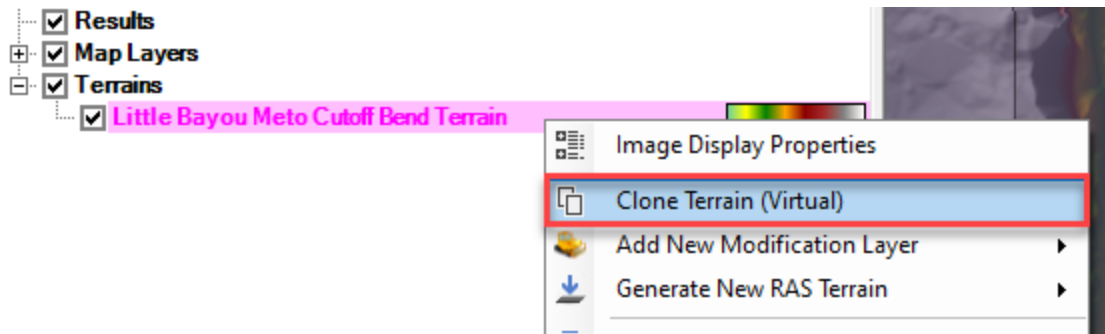 Results
Map Layers
Terrains
Little Bayou Meto Cutoff Bend Terrain
Image Display Properties
Clone Terrain (Virtual)
Add New Modification Layer
Generate New RAS Terrain